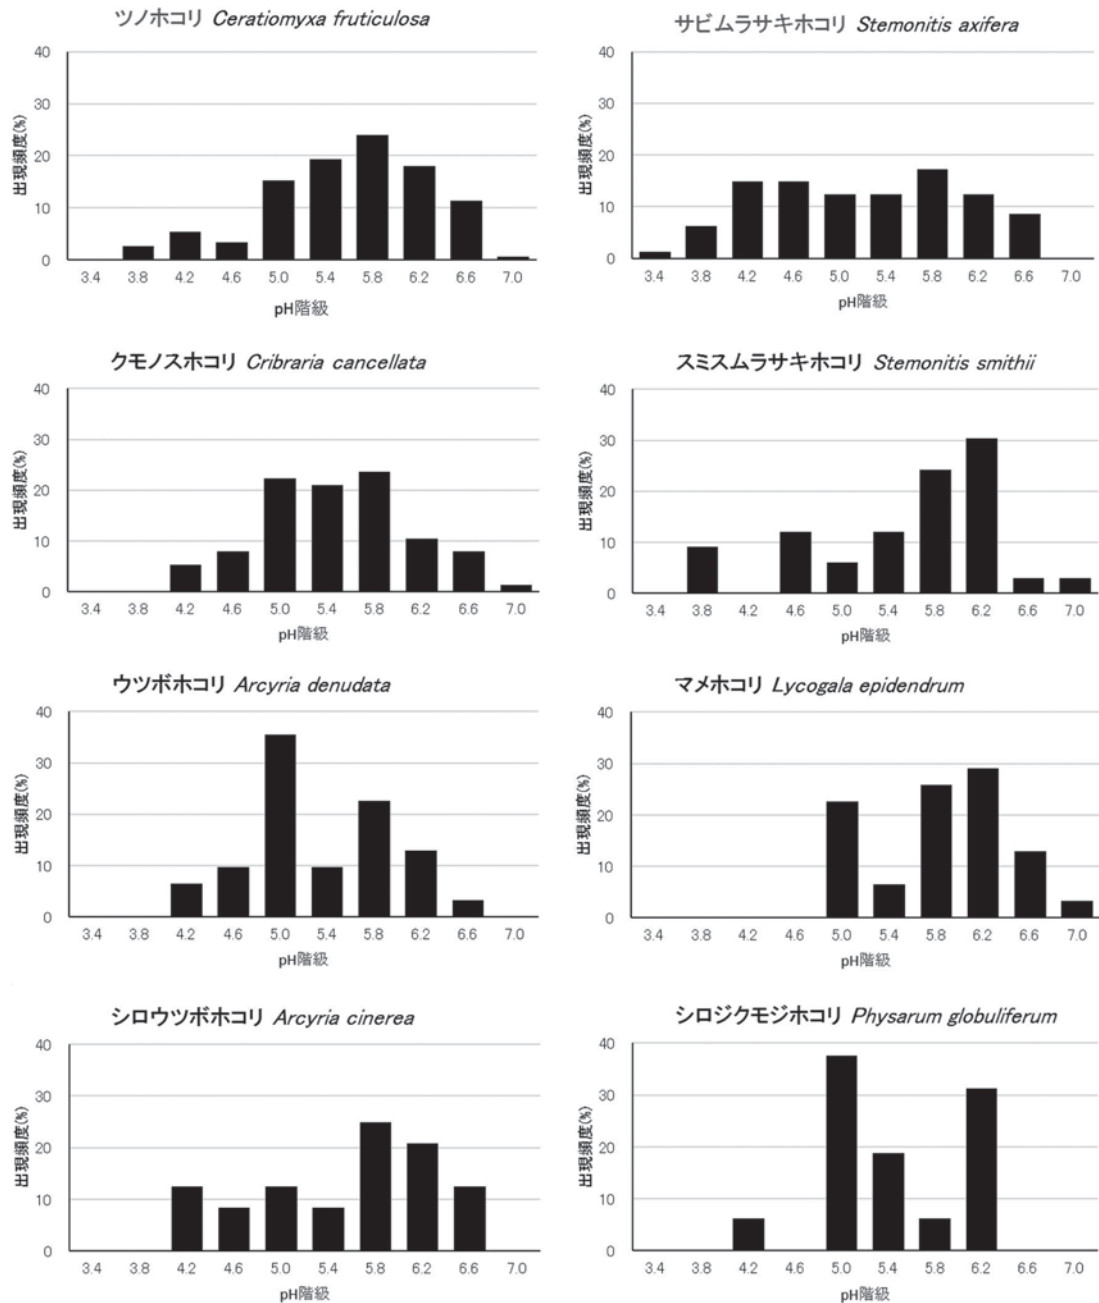 ツノホコリ Ceratiomyxa fruticulosa
出現頻度(%)
40
30
20
10
0
3.4 3.8 4.2 4.6 5.0 5.4 5.8 6.2 6.6 7.0
pH階級
サビムラサキホコリ Stemonitis axifera
出現頻度(%)
40
30
20
10
0
3.4 3.8 4.2 4.6 5.0 5.4 5.8 6.2 6.6 7.0
pH階級
クモノスホコリ Cribraria cancellata
出現頻度(%)
40
30
20
10
0
3.4 3.8 4.2 4.6 5.0 5.4 5.8 6.2 6.6 7.0
pH階級
スミスムラサキホコリ Stemonitis smithii
出現頻度(%)
40
30
20
10
0
3.4 3.8 4.2 4.6 5.0 5.4 5.8 6.2 6.6 7.0
pH階級
ウツボホコリ Arcyria denudata
出現頻度(%)
40
30
20
10
0
3.4 3.8 4.2 4.6 5.0 5.4 5.8 6.2 6.6 7.0
pH階級
マメホコリ Lycogala epidendrum
出現頻度(%)
40
30
20
10
0
3.4 3.8 4.2 4.6 5.0 5.4 5.8 6.2 6.6 7.0
pH階級
シロウツボホコリ Arcyria cinerea
出現頻度(%)
40
30
20
10
0
3.4 3.8 4.2 4.6 5.0 5.4 5.8 6.2 6.6 7.0
pH階級
シロジクモジホコリ Physarum globuliferum
出現頻度(%)
40
30
20
10
0
3.4 3.8 4.2 4.6 5.0 5.4 5.8 6.2 6.6 7.0
pH階級